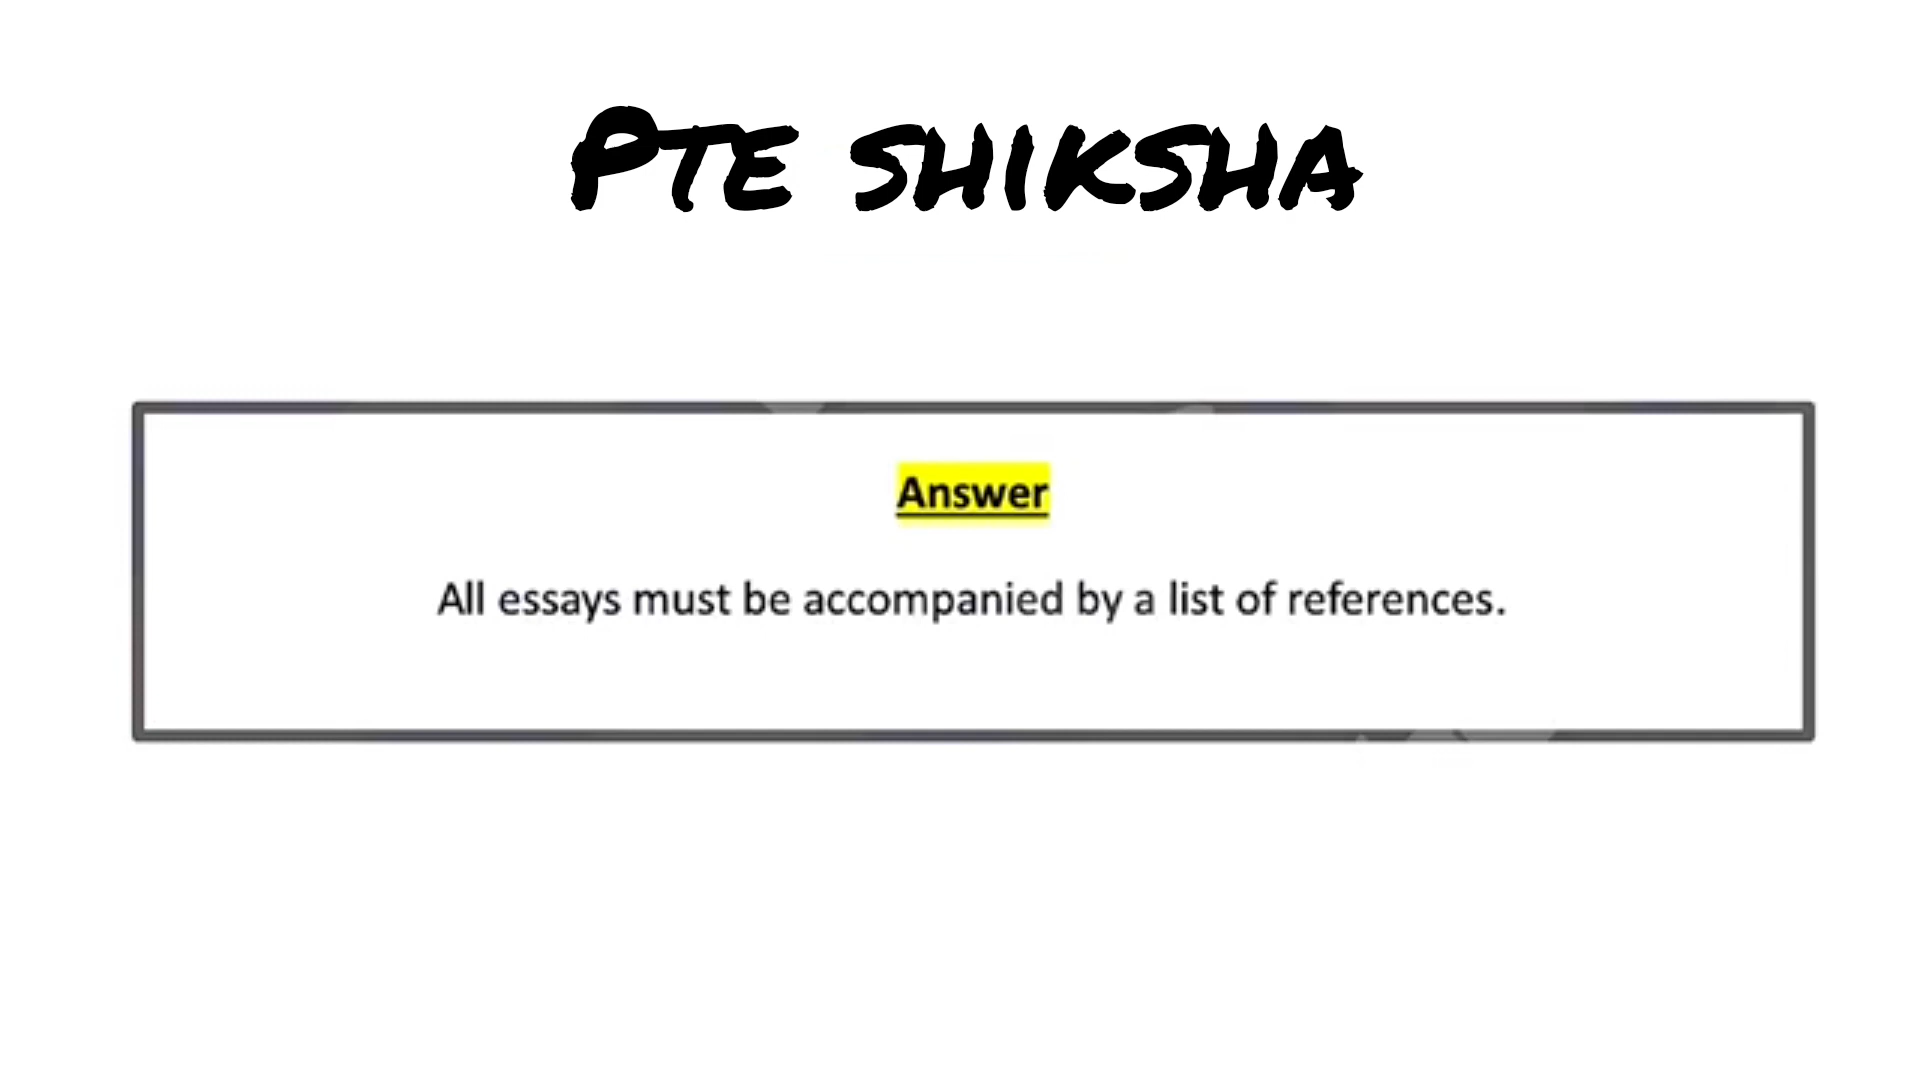 Pte shiksha
Answer
All essays must be accompanied by a list of references.